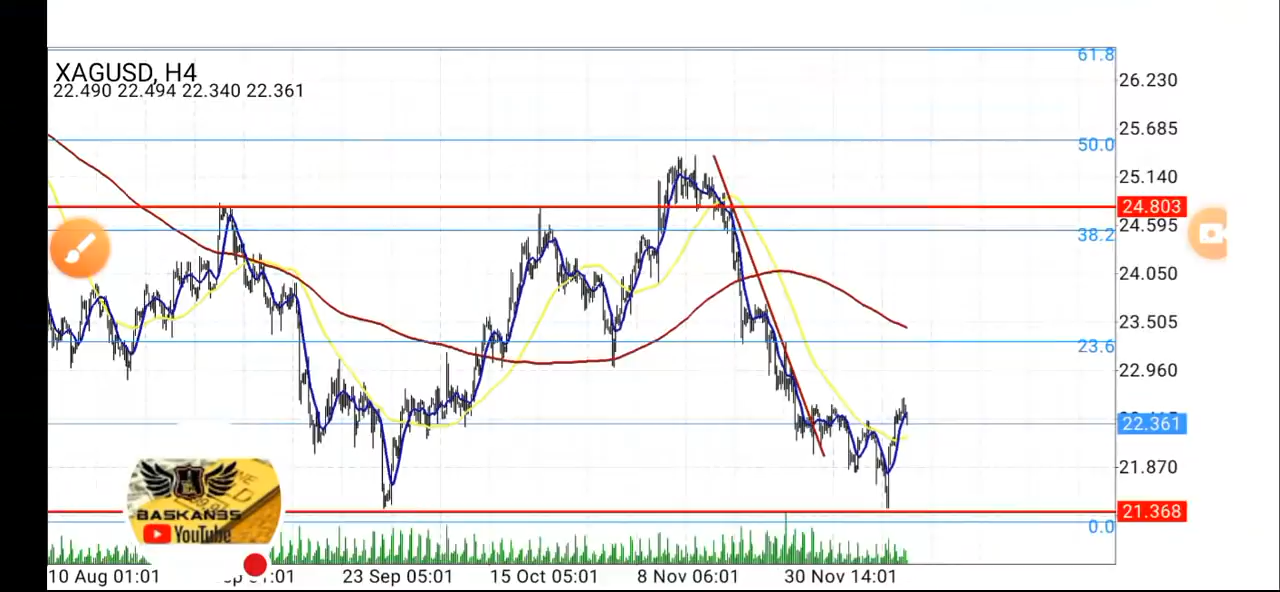 61.8
XAGUSD, H4
26.230
22.490 22.494 22.340 22.361
25.685
50.0
25.140
24.803
24.595
38.2
24.050
23.505
23.6
22.960
22.361
21.870
BASKAN35
YouTube
21.368
0.0
10 Aug 01:01
23 Sep 05:01
15 Oct 05:01
8 Nov 06:01
30 Nov 14:01